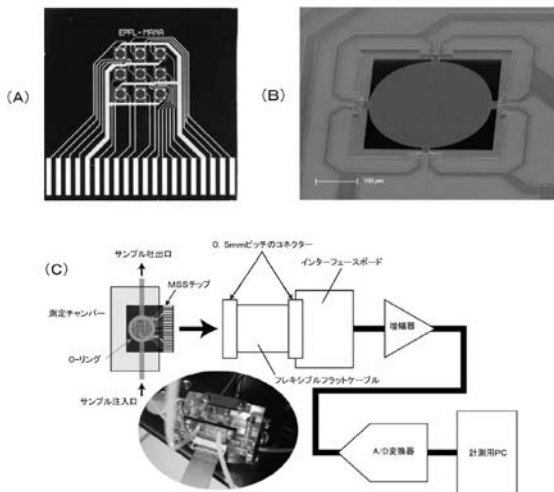 (A)
EPFL-MANA
(B)
100 µm
(C)
サンプル吐出口
MSSチップ
測定チャンバー
O-リング
サンプル注入口
0.5mmピッチのコネクター
インターフェースボード
フレキシブルフラットケーブル
増幅器
A/D変換器
計測用PC